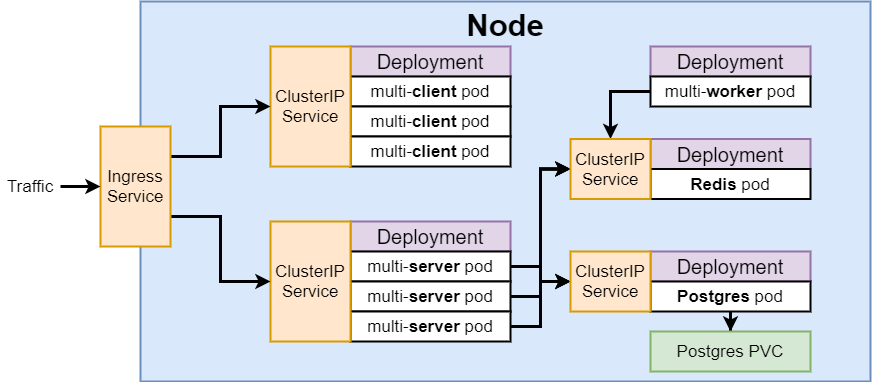 Node
Traffic
Ingress
Service
ClusterIP
Service
Deployment
multi-client pod
multi-client pod
multi-client pod
ClusterIP
Service
Deployment
multi-server pod
multi-server pod
multi-server pod
Deployment
multi-worker pod
ClusterIP
Service
Deployment
Redis pod
ClusterIP
Service
Deployment
Postgres pod
Postgres PVC